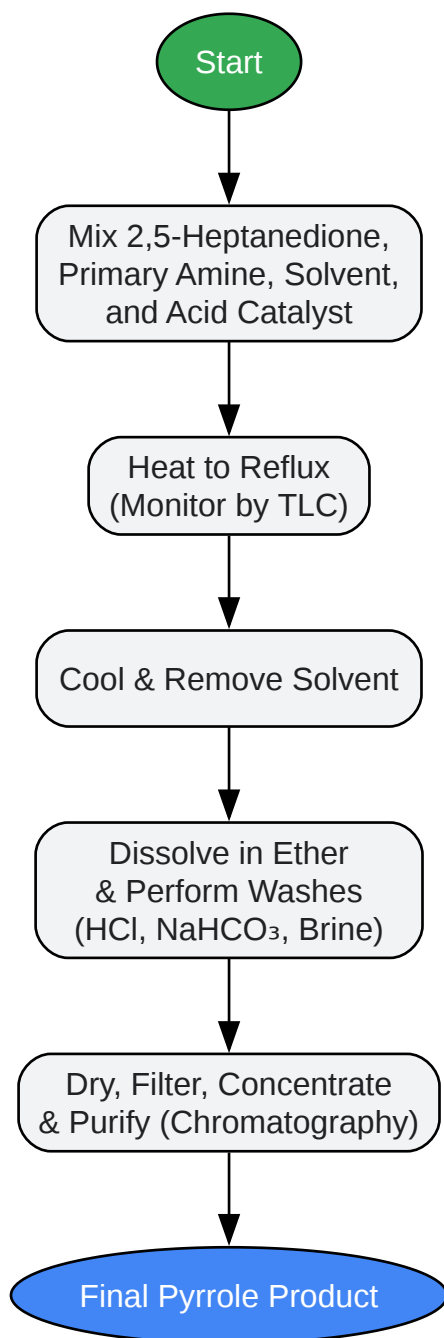 Start
Mix 2,5-Heptanedione,
Primary Amine, Solvent,
and Acid Catalyst
Heat to Reflux
(Monitor by TLC)
Cool & Remove Solvent
Dissolve in Ether
& Perform Washes
(HCl, NaHCO₃, Brine)
Dry, Filter, Concentrate
& Purify (Chromatography)
Final Pyrrole Product